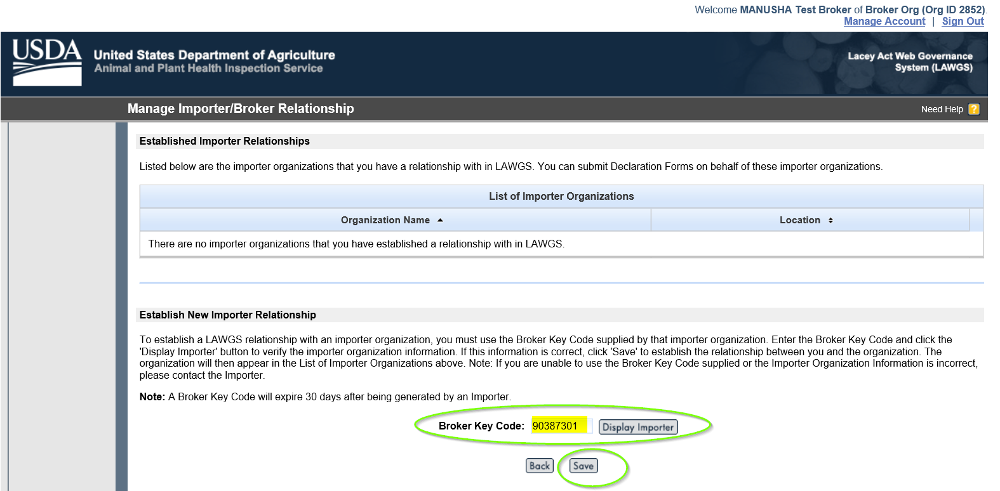 Welcome MANUSHA Test Broker of Broker Org (Org ID 2852).
Manage Account | Sign Out
USDA
United States Department of Agriculture
Animal and Plant Health Inspection Service
Lacey Act Web Governance
System (LAWGS)
Manage Importer/Broker Relationship
Need Help ?
Established Importer Relationships
Listed below are the importer organizations that you have a relationship with in LAWGS. You can submit Declaration Forms on behalf of these importer organizations.
List of Importer Organizations
Organization Name Location
There are no importer organizations that you have established a relationship with in LAWGS.
Establish New Importer Relationship
To establish a LAWGS relationship with an importer organization, you must use the Broker Key Code supplied by that importer organization. Enter the Broker Key Code and click the
'Display Importer' button to verify the importer organization information. If this information is correct, click 'Save' to establish the relationship between you and the organization. The
organization will then appear in the List of Importer Organizations above. Note: If you are unable to use the Broker Key Code supplied or the Importer Organization Information is incorrect,
please contact the Importer.
Note: A Broker Key Code will expire 30 days after being generated by an Importer.
Broker Key Code: 90387301 Display Importer
Back Save